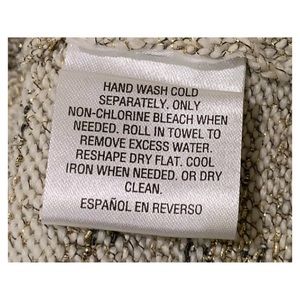 HAND WASH COLD
SEPARATELY. ONLY
NON-CHLORINE BLEACH WHEN
NEEDED. ROLL IN TOWEL TO
REMOVE EXCESS WATER.
RESHAPE DRY FLAT. COOL
IRON WHEN NEEDED. OR DRY
CLEAN.
ESPAÑOL EN REVERSO